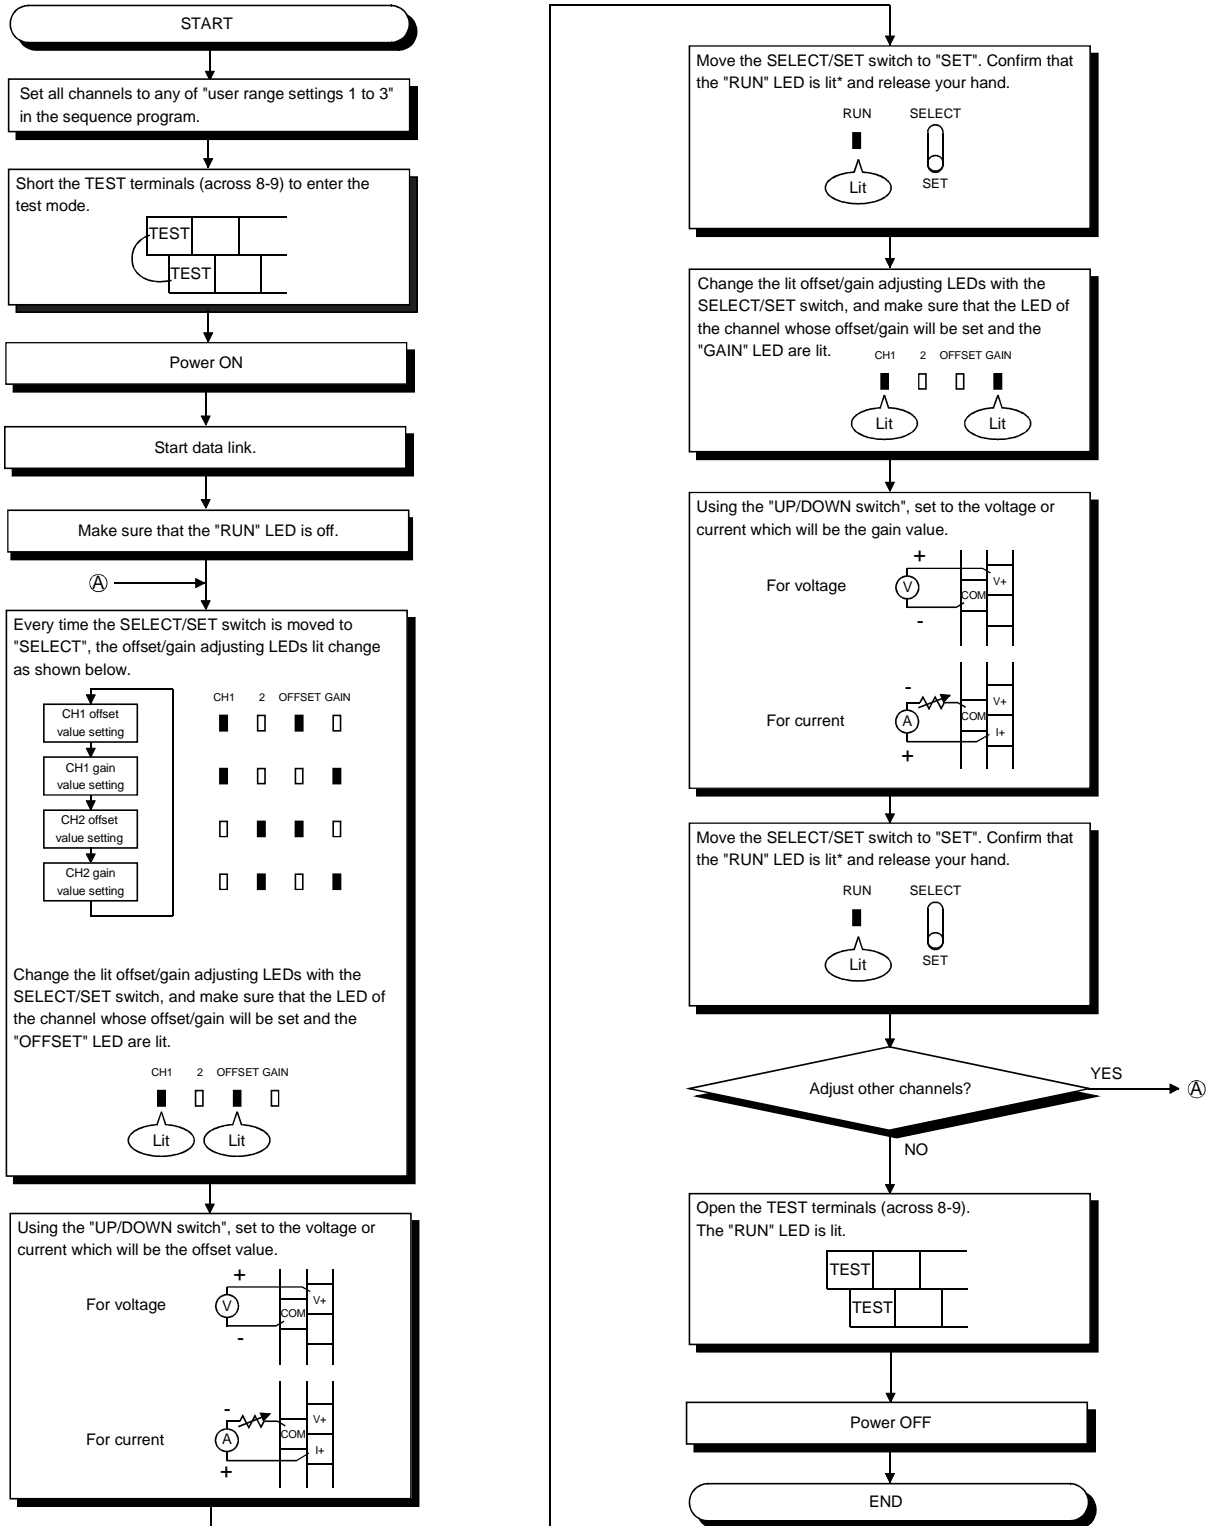 START
Set all channels to any of "user range settings 1 to 3"
in the sequence program.
Short the TEST terminals (across 8-9) to enter the
test mode.
TEST
TEST
Power ON
Start data link.
Make sure that the "RUN" LED is off.
A
Every time the SELECT/SET switch is moved to
"SELECT", the offset/gain adjusting LEDs lit change
as shown below.
CH1 2 OFFSET GAIN
CH1 offset
value setting
CH1 gain
value setting
CH2 offset
value setting
CH2 gain
value setting
Change the lit offset/gain adjusting LEDs with the
SELECT/SET switch, and make sure that the LED of
the channel whose offset/gain will be set and the
"OFFSET" LED are lit.
CH1 2 OFFSET GAIN
Lit Lit
Using the "UP/DOWN switch", set to the voltage or
current which will be the offset value.
+
For voltage V COM V+
-
-
For current A COM V+
I+
+
Move the SELECT/SET switch to "SET". Confirm that
the "RUN" LED is lit* and release your hand.
RUN SELECT
Lit SET
Change the lit offset/gain adjusting LEDs with the
SELECT/SET switch, and make sure that the LED of
the channel whose offset/gain will be set and the
"GAIN" LED are lit.
CH1 2 OFFSET GAIN
Lit Lit
Using the "UP/DOWN switch", set to the voltage or
current which will be the gain value.
+
For voltage V COM V+
-
-
For current A COM V+
I+
+
Move the SELECT/SET switch to "SET". Confirm that
the "RUN" LED is lit* and release your hand.
RUN SELECT
Lit SET
Adjust other channels?
YES
A
NO
Open the TEST terminals (across 8-9).
The "RUN" LED is lit.
TEST
TEST
Power OFF
END